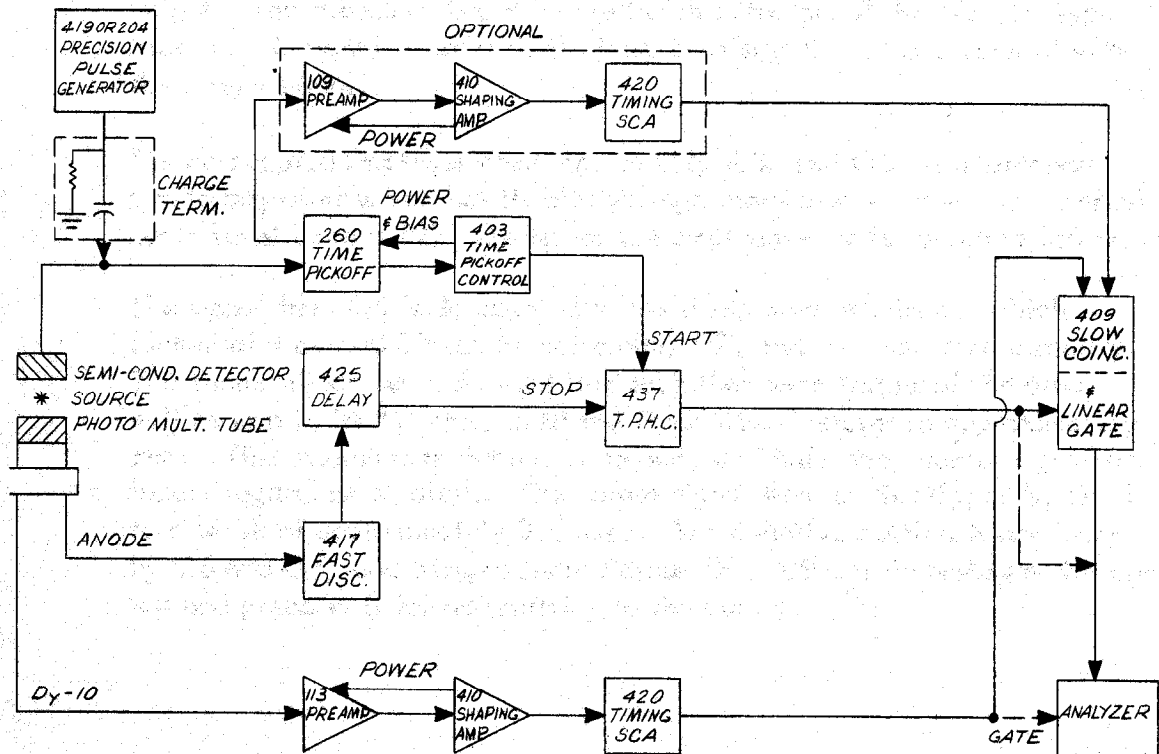 419 OR 204
PRECISION
PULSE
GENERATOR
OPTIONAL
109
PREAMP
410
SHAPING
AMP
420
TIMING
SCA
POWER
CHARGE
TERM.
POWER
& BIAS
260
TIME
PICKOFF
403
TIME
PICKOFF
CONTROL
START
409
SLOW
COINC.
&
LINEAR
GATE
SEMI-COND. DETECTOR
SOURCE
PHOTO MULT. TUBE
425
DELAY
STOP
437
T.P.H.C.
ANODE
417
FAST
DISC.
Dy-10
113
PREAMP
POWER
410
SHAPING
AMP
420
TIMING
SCA
GATE
ANALYZER